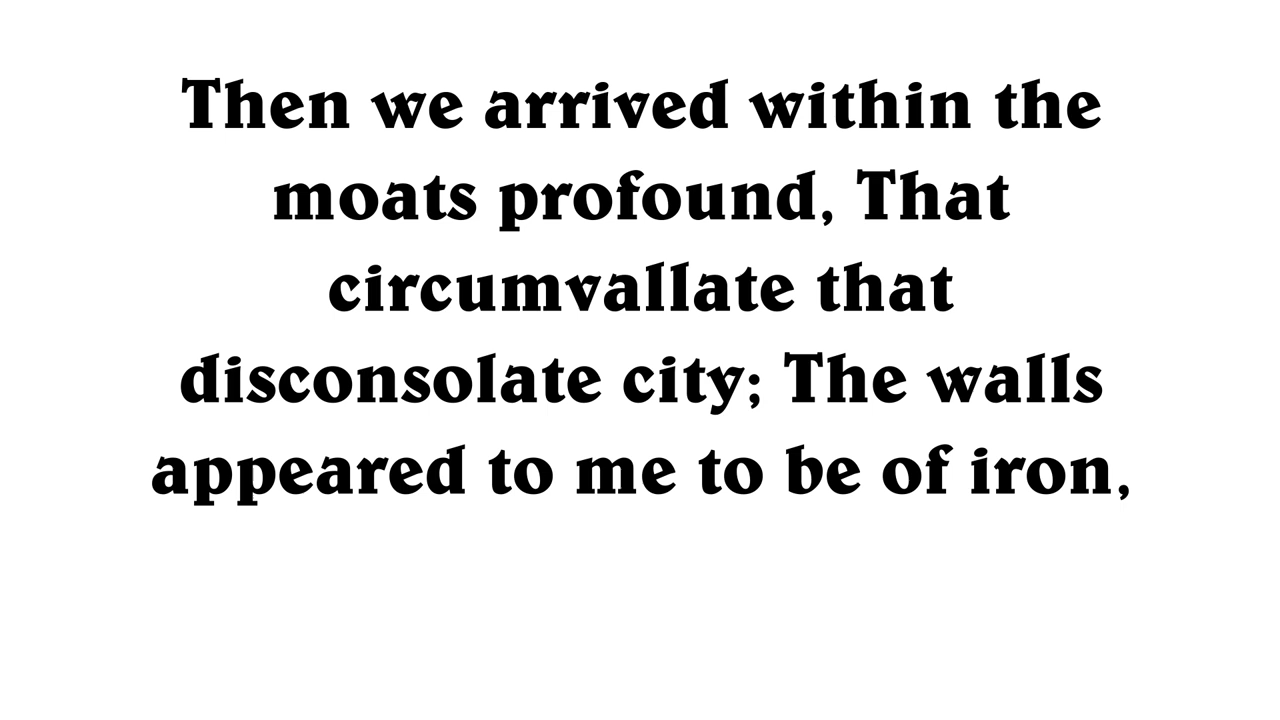 Then we arrived within the
moats profound, That
circumvallate that
disconsolate city; The walls
appeared to me to be of iron,